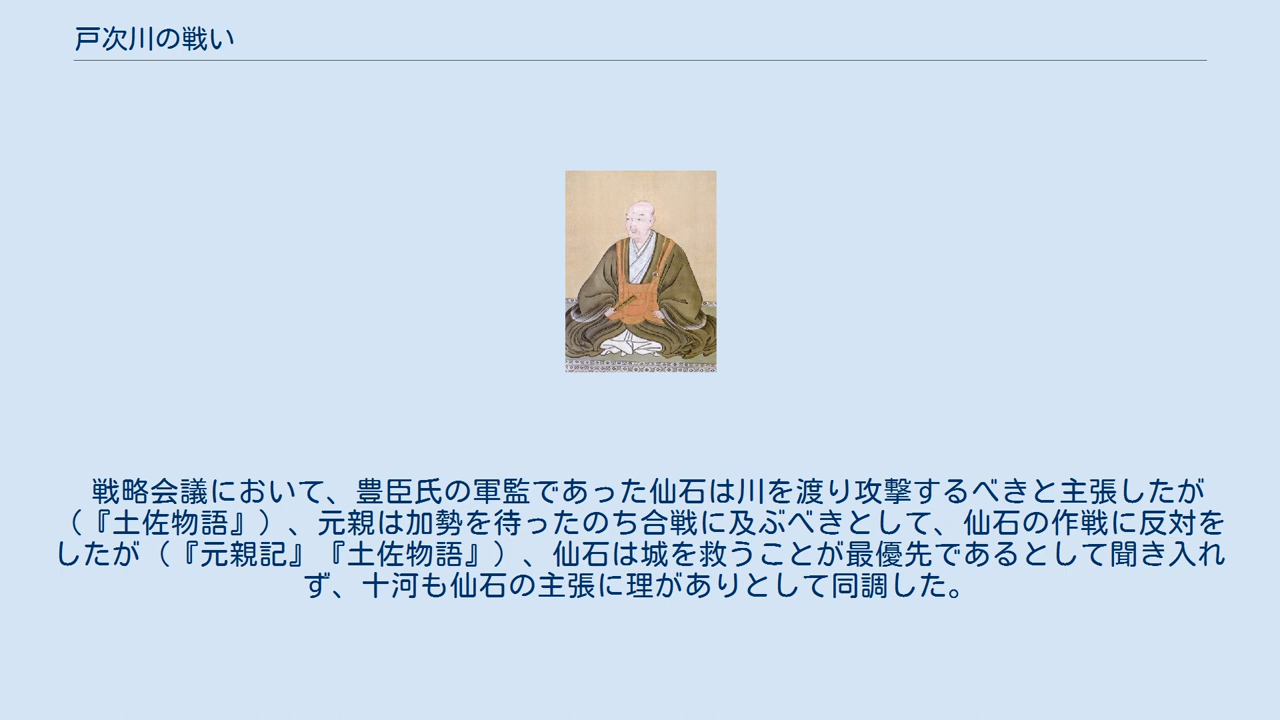 戸次川の戦い
戦略会議において、豊臣氏の軍監であった仙石は川を渡り攻撃するべきと主張したが
（『土佐物語』）、元親は加勢を待ったのち合戦に及ぶべきとして、仙石の作戦に反対を
したが（『元親記』『土佐物語』）、仙石は城を救うことが最優先であるとして聞き入れ
ず、十河も仙石の主張に理がありとして同調した。